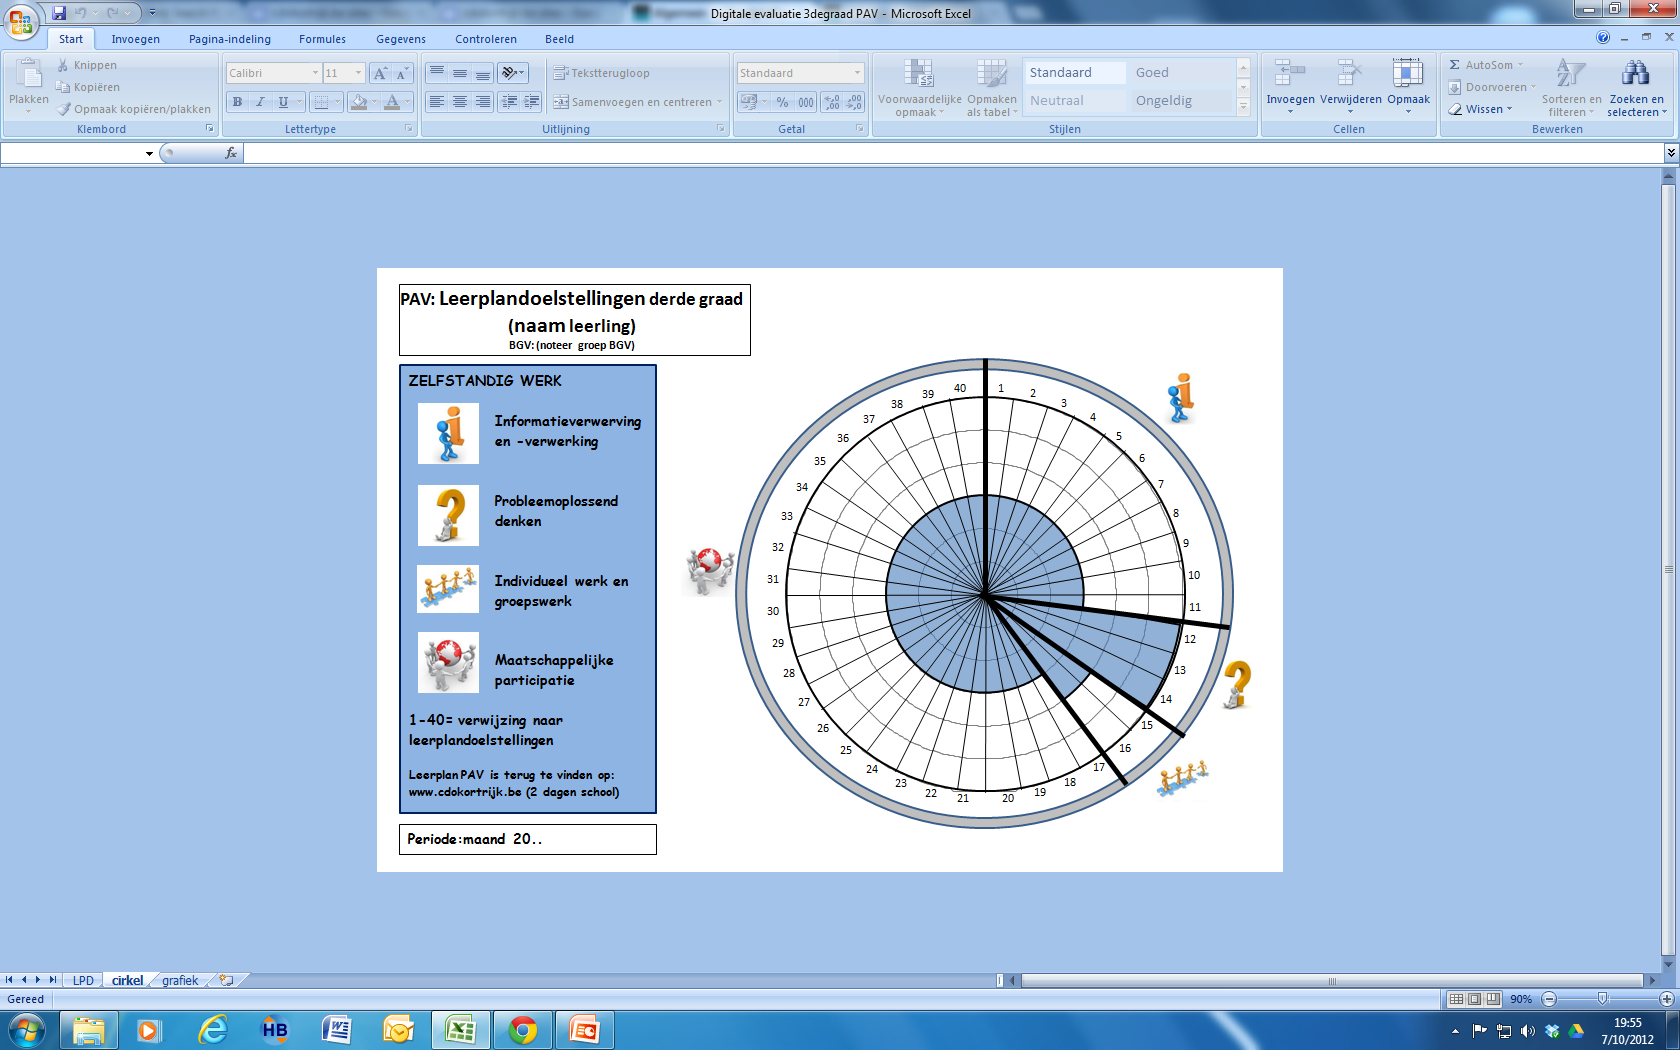 Digitale evaluatie 3degraad PAV - Microsoft Excel
Start Invoegen Pagina-indeling Formules Gegevens Controleren Beeld
Plakken
Knippen
Kopiëren
Opmaak kopiëren/plakken
Klembord
Calibri 11
B I U
Lettertype
Tekstterugloop
Samenvoegen en centreren
Uitlijning
Standaard
% 000
Getal
Voorwaardelijke opmaak
Opmaken als tabel
Standaard Goed
Neutraal Ongeldig
Stijlen
Invoegen Verwijderen Opmaak
Cellen
Σ AutoSom
Doorvoeren
Wissen
Sorteren en filteren
Zoeken en selecteren
Bewerken
fx
PAV: Leerplandoelstellingen derde graad
(naam leerling)
BGV: (noteer groep BGV)
ZELFSTANDIG WERK
Informatieverwerving
en -verwerking
Probleemoplossend
denken
Individueel werk en
groepswerk
Maatschappelijke
participatie
1-40= verwijzing naar
leerplandoelstellingen
Leerplan PAV is terug te vinden op:
www.cdokortrijk.be (2 dagen school)
Periode:maand 20..
1
2
3
4
5
6
7
8
9
10
11
12
13
14
15
16
17
18
19
20
21
22
23
24
25
26
27
28
29
30
31
32
33
34
35
36
37
38
39
40
LPD cirkel grafiek
Gereed
90%
HB
19:55
7/10/2012